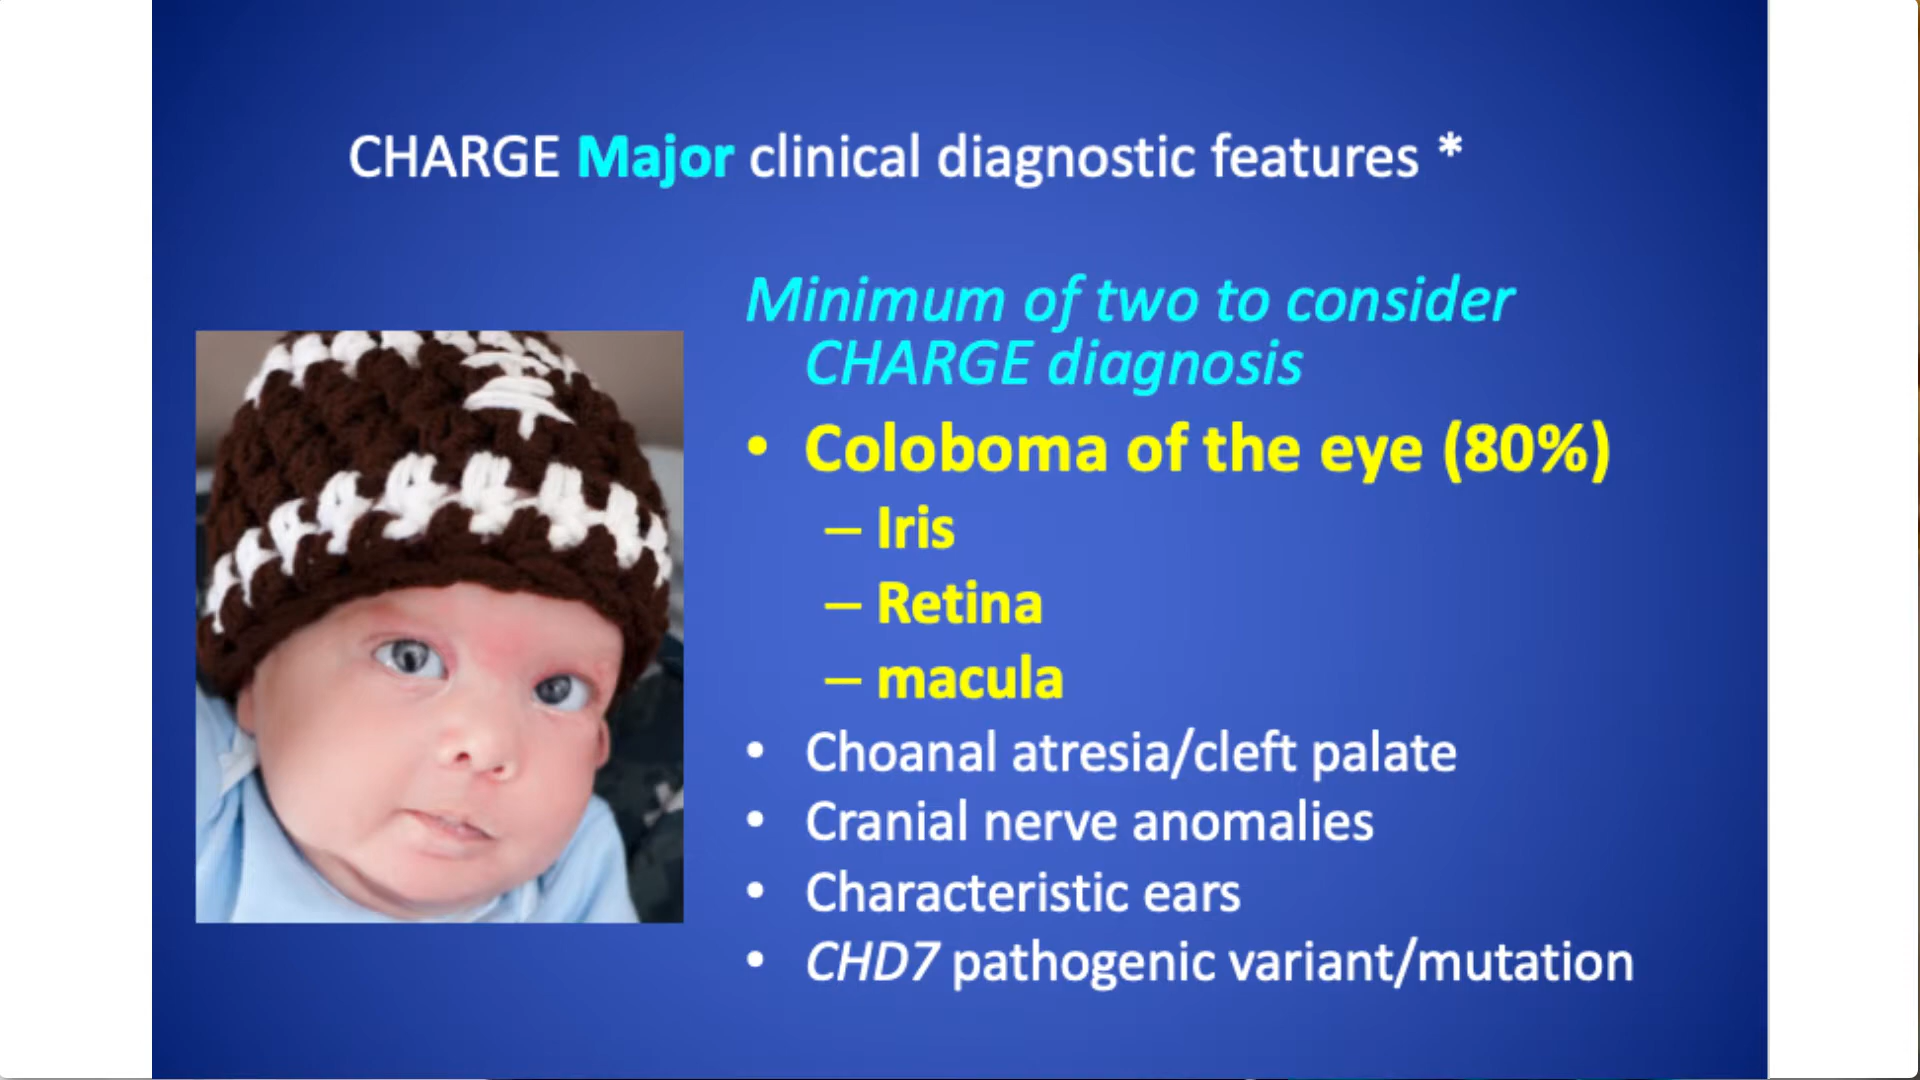 CHARGE Major clinical diagnostic features *
Minimum of two to consider
CHARGE diagnosis
• Coloboma of the eye (80%)
– Iris
– Retina
– macula
• Choanal atresia/cleft palate
• Cranial nerve anomalies
• Characteristic ears
• CHD7 pathogenic variant/mutation